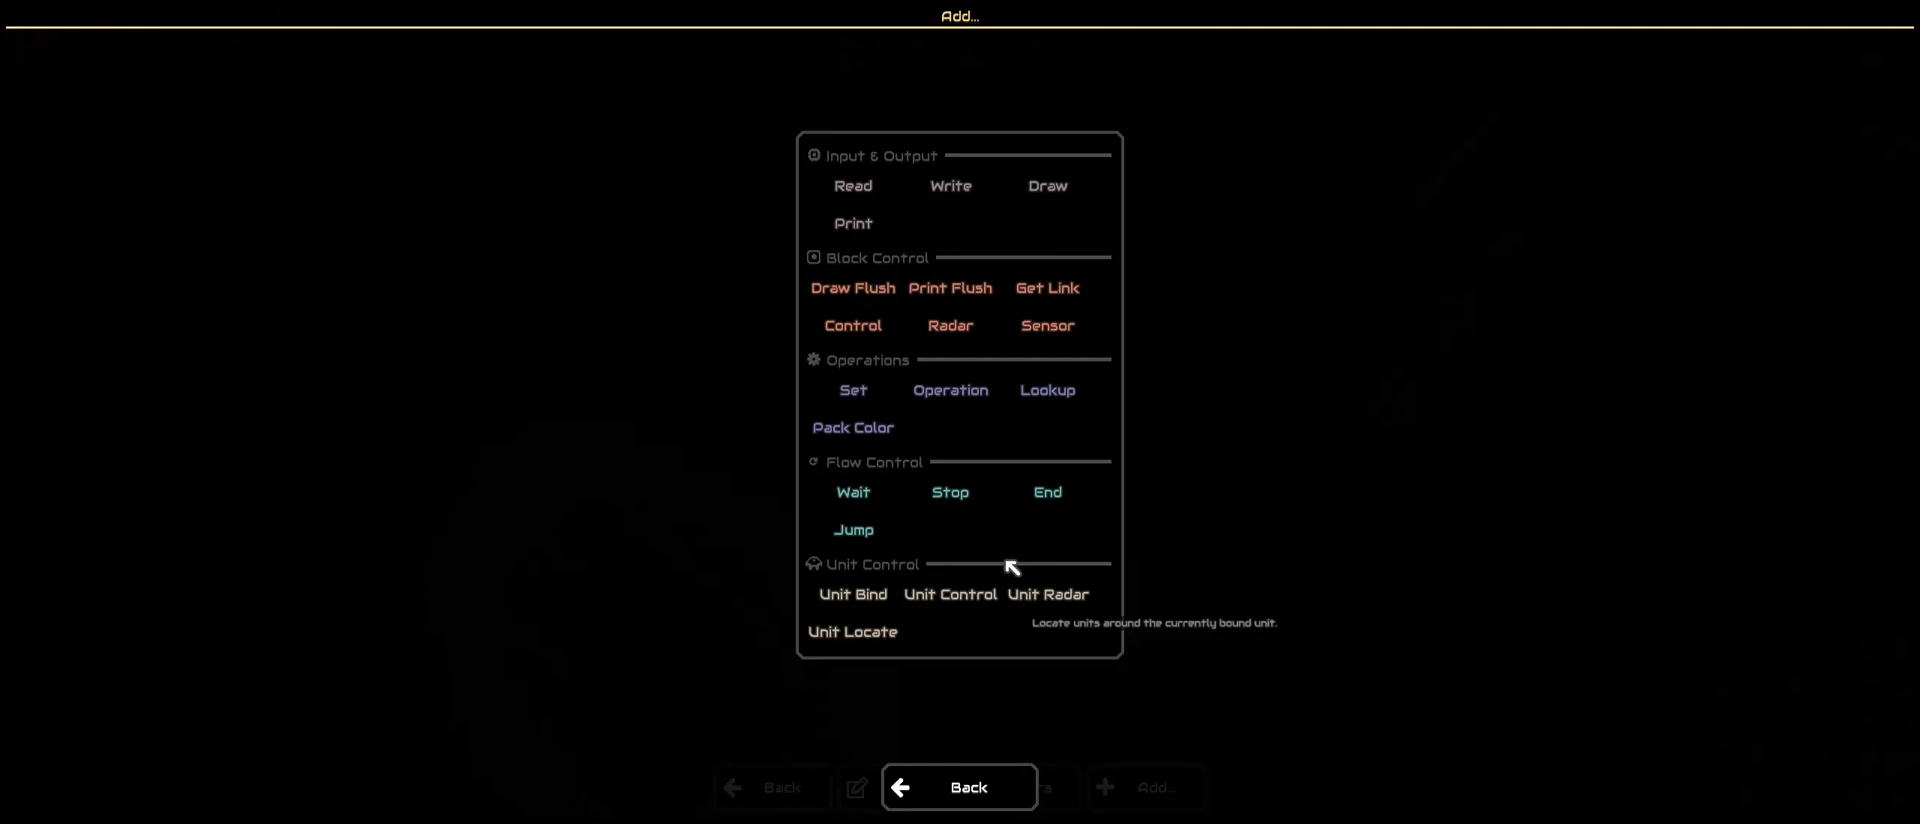 Add...
Input & Output
Read Write Draw
Print
Block Control
Draw Flush Print Flush Get Link
Control Radar Sensor
Operations
Set Operation Lookup
Pack Color
Flow Control
Wait Stop End
Jump
Unit Control
Unit Bind Unit Control Unit Radar
Locate units around the currently bound unit.
Unit Locate
Back Back Add...